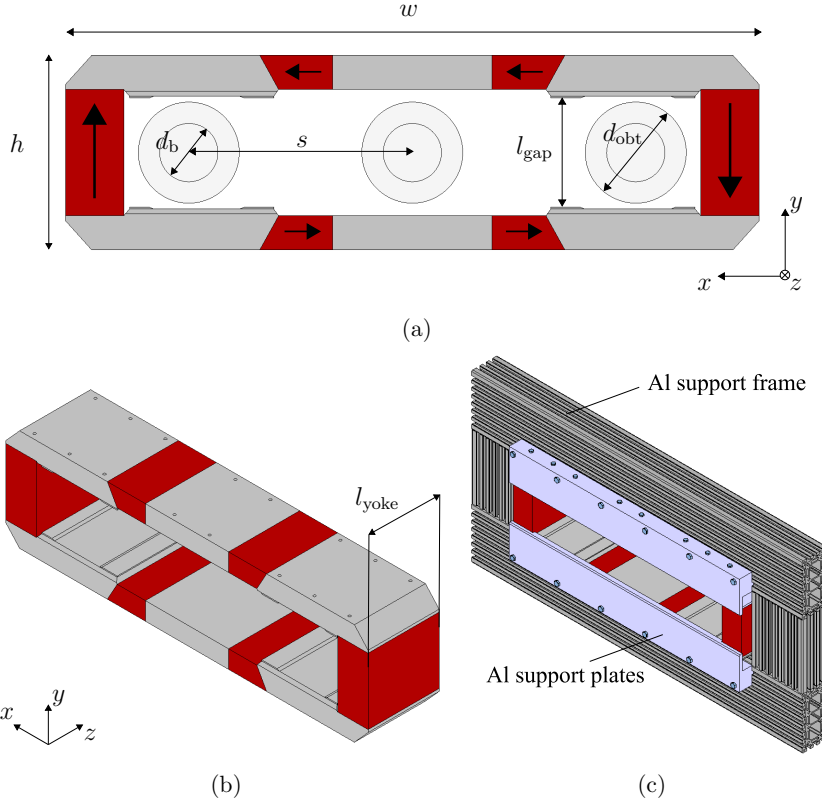 w
h
d_b
s
l_gap
d_obt
y
x
z
(a)
Al support frame
l_yoke
Al support plates
y
x
z
(b)
(c)